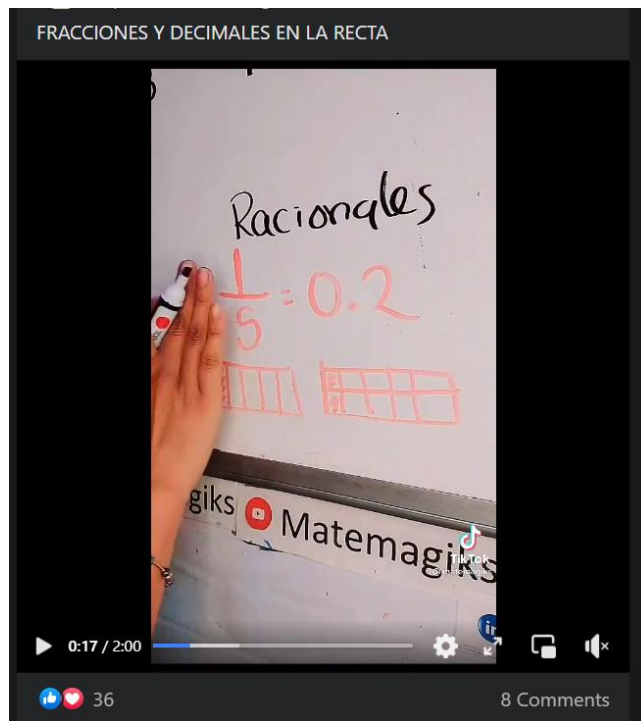 FRACCIONES Y DECIMALES EN LA RECTA
Racionales
1
5
= 0.2
giks
Matemagiks
TikTok
0:17 / 2:00
36
8 Comments